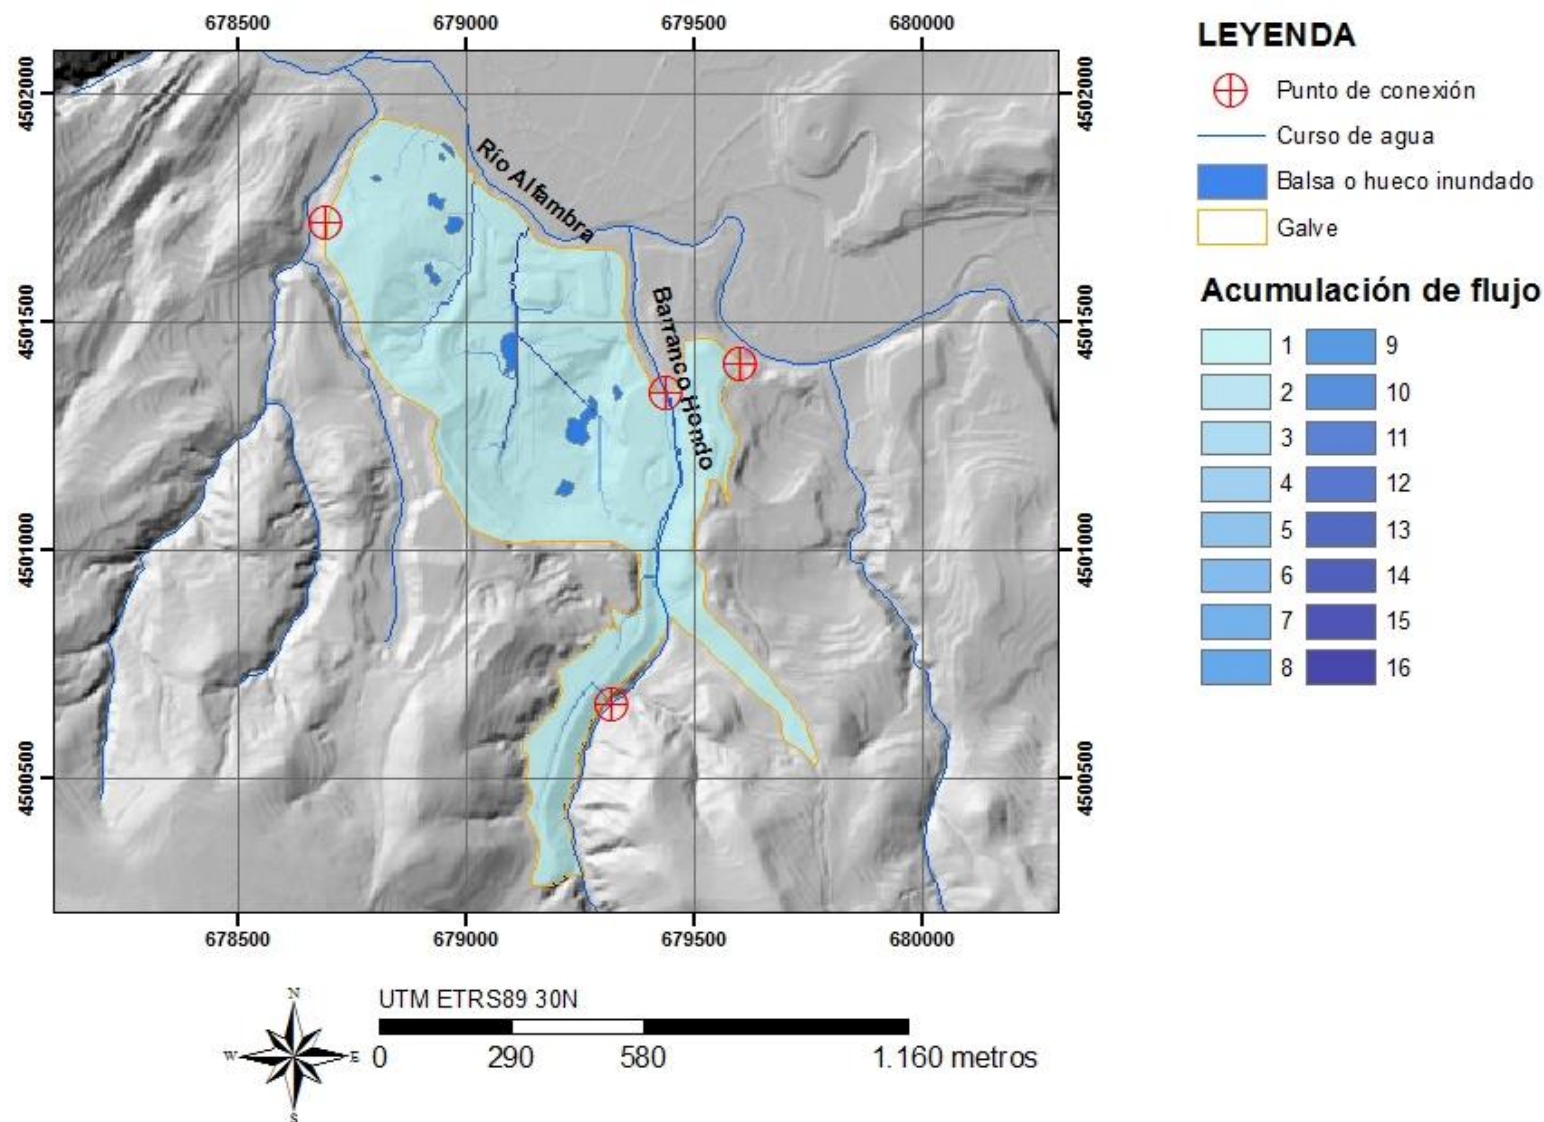 678500 679000 679500 680000
4502000 4502000
4501500 4501500
4501000 4501000
4500500 4500500
Río Alfambra
Barranco Hondo
678500 679000 679500 680000
LEYENDA
Punto de conexión
Curso de agua
Balsa o hueco inundado
Galve
Acumulación de flujo
1 9
2 10
3 11
4 12
5 13
6 14
7 15
8 16
N
W E
S
UTM ETRS89 30N
0 290 580 1.160 metros